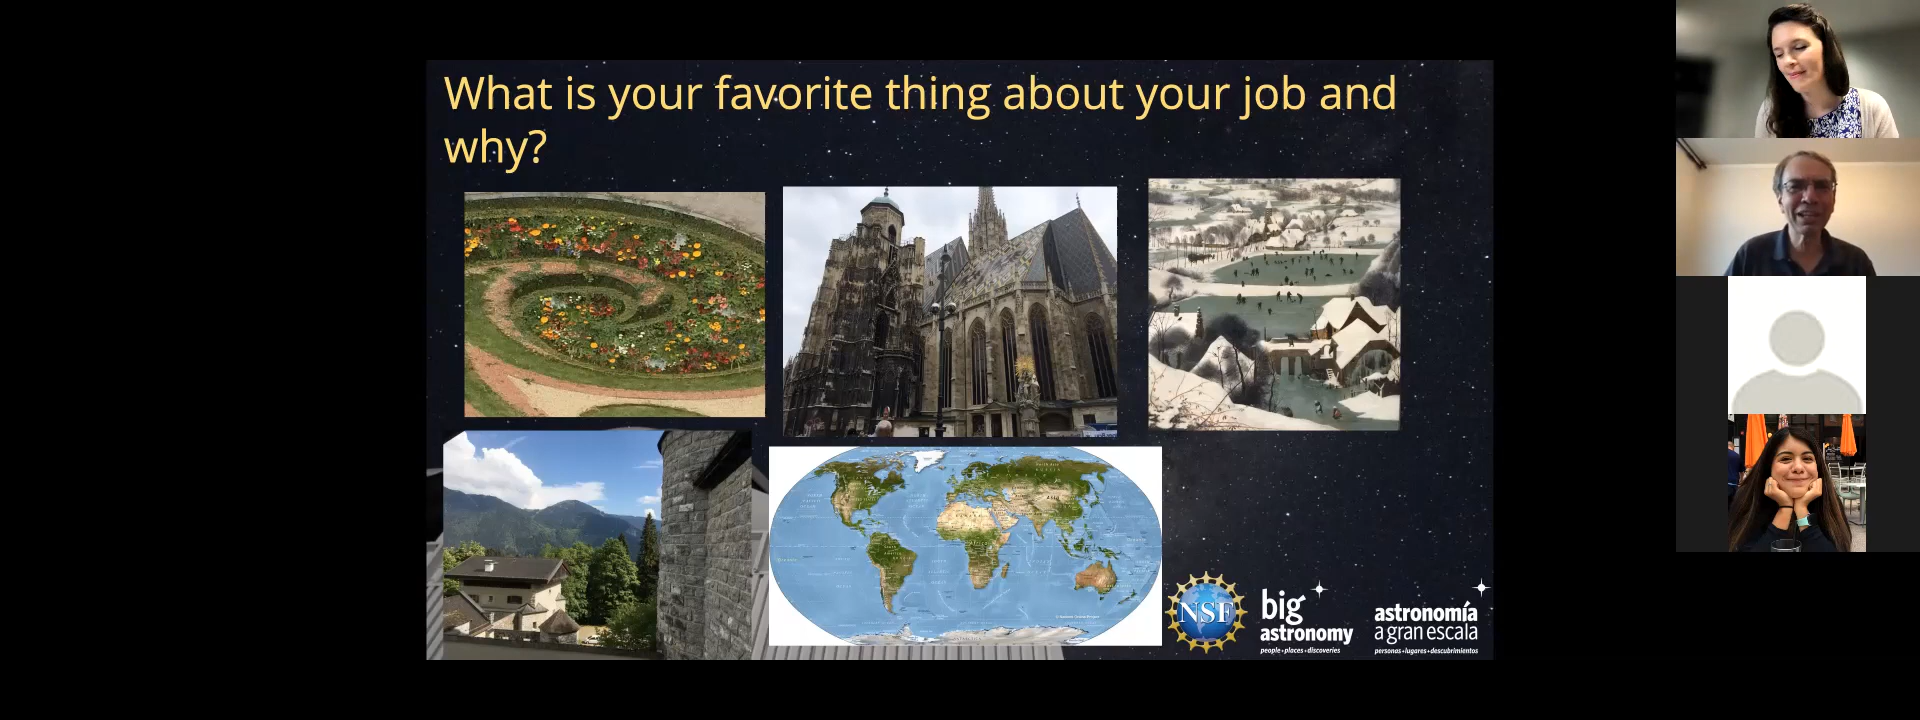 What is your favorite thing about your job and
why?
NSF
big
astronomy
people•places•discoveries
astronomía
a gran escala
personas•lugares•descubrimientos